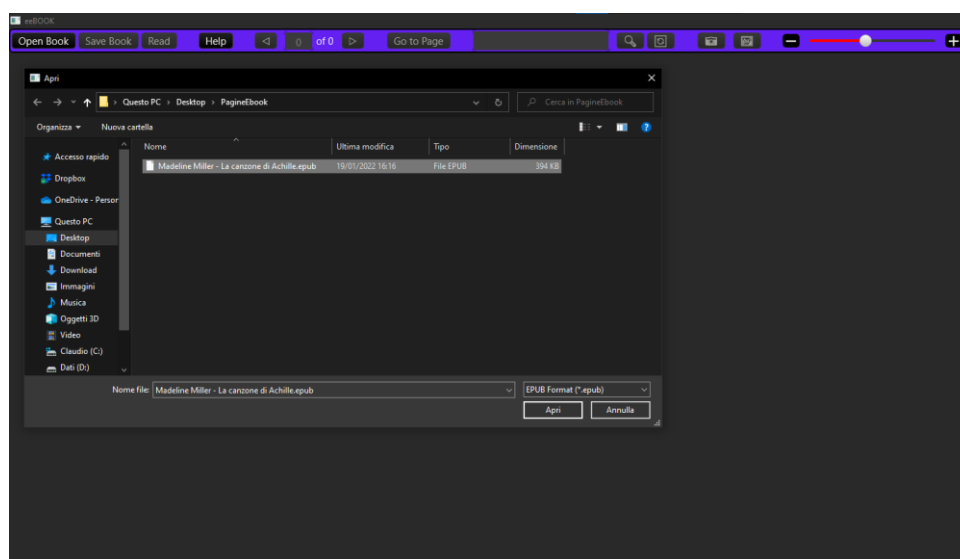 eeBOOK
Open Book Save Book Read Help 0 of 0 Go to Page
Apri
Questo PC › Desktop › PagineEbook
Cerca in PagineEbook
Organizza Nuova cartella
Nome Ultima modifica Tipo Dimensione
Madeline Miller - La canzone di Achille.epub 19/01/2022 16:16 File EPUB 394 KB
Accesso rapido
Dropbox
OneDrive - Person
Questo PC
Desktop
Documenti
Download
Immagini
Musica
Oggetti 3D
Video
Claudio (C:)
Dati (D:)
Nome file: Madeline Miller - La canzone di Achille.epub EPUB Format (*.epub)
Apri Annulla